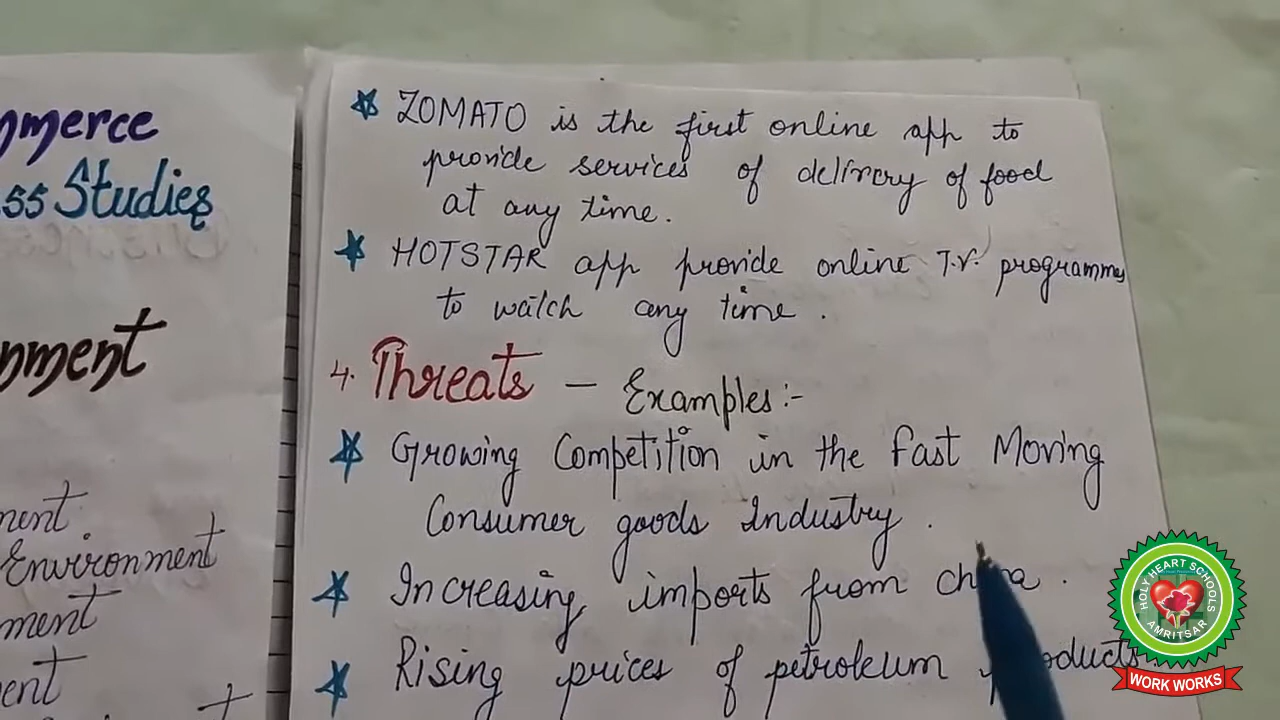 mmerce
ss Studies
nment
ment
Environment
ment
ent
ZOMATO is the first online app to
provide services of delivery of food
at any time.
HOTSTAR app provide online T.V. programmes
to watch any time.
4. Threats — Examples:-
Growing Competition in the Fast Moving
Consumer goods Industry.
Increasing imports from China.
Rising prices of petroleum products
HOLY HEART SCHOOLS
AMRITSAR
WORK WORKS